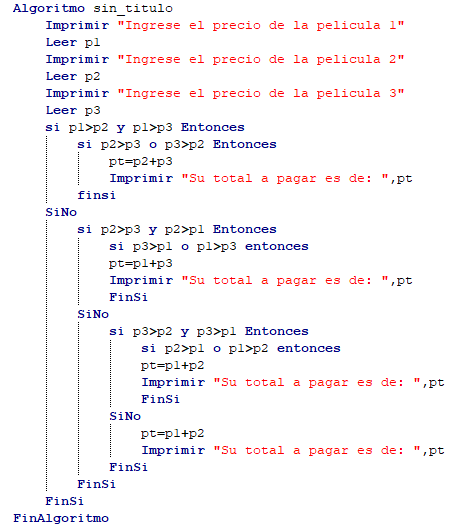 Algoritmo sin_titulo
Imprimir "Ingrese el precio de la pelicula 1"
Leer p1
Imprimir "Ingrese el precio de la pelicula 2"
Leer p2
Imprimir "Ingrese el precio de la pelicula 3"
Leer p3
si p1>p2 y p1>p3 Entonces
si p2>p3 o p3>p2 Entonces
pt=p2+p3
Imprimir "Su total a pagar es de: ",pt
finsi
SiNo
si p2>p3 y p2>p1 Entonces
si p3>p1 o p1>p3 entonces
pt=p1+p3
Imprimir "Su total a pagar es de: ",pt
FinSi
SiNo
si p3>p2 y p3>p1 Entonces
si p2>p1 o p1>p2 entonces
pt=p1+p2
Imprimir "Su total a pagar es de: ",pt
FinSi
SiNo
pt=p1+p2
Imprimir "Su total a pagar es de: ",pt
FinSi
FinSi
FinSi
FinAlgoritmo